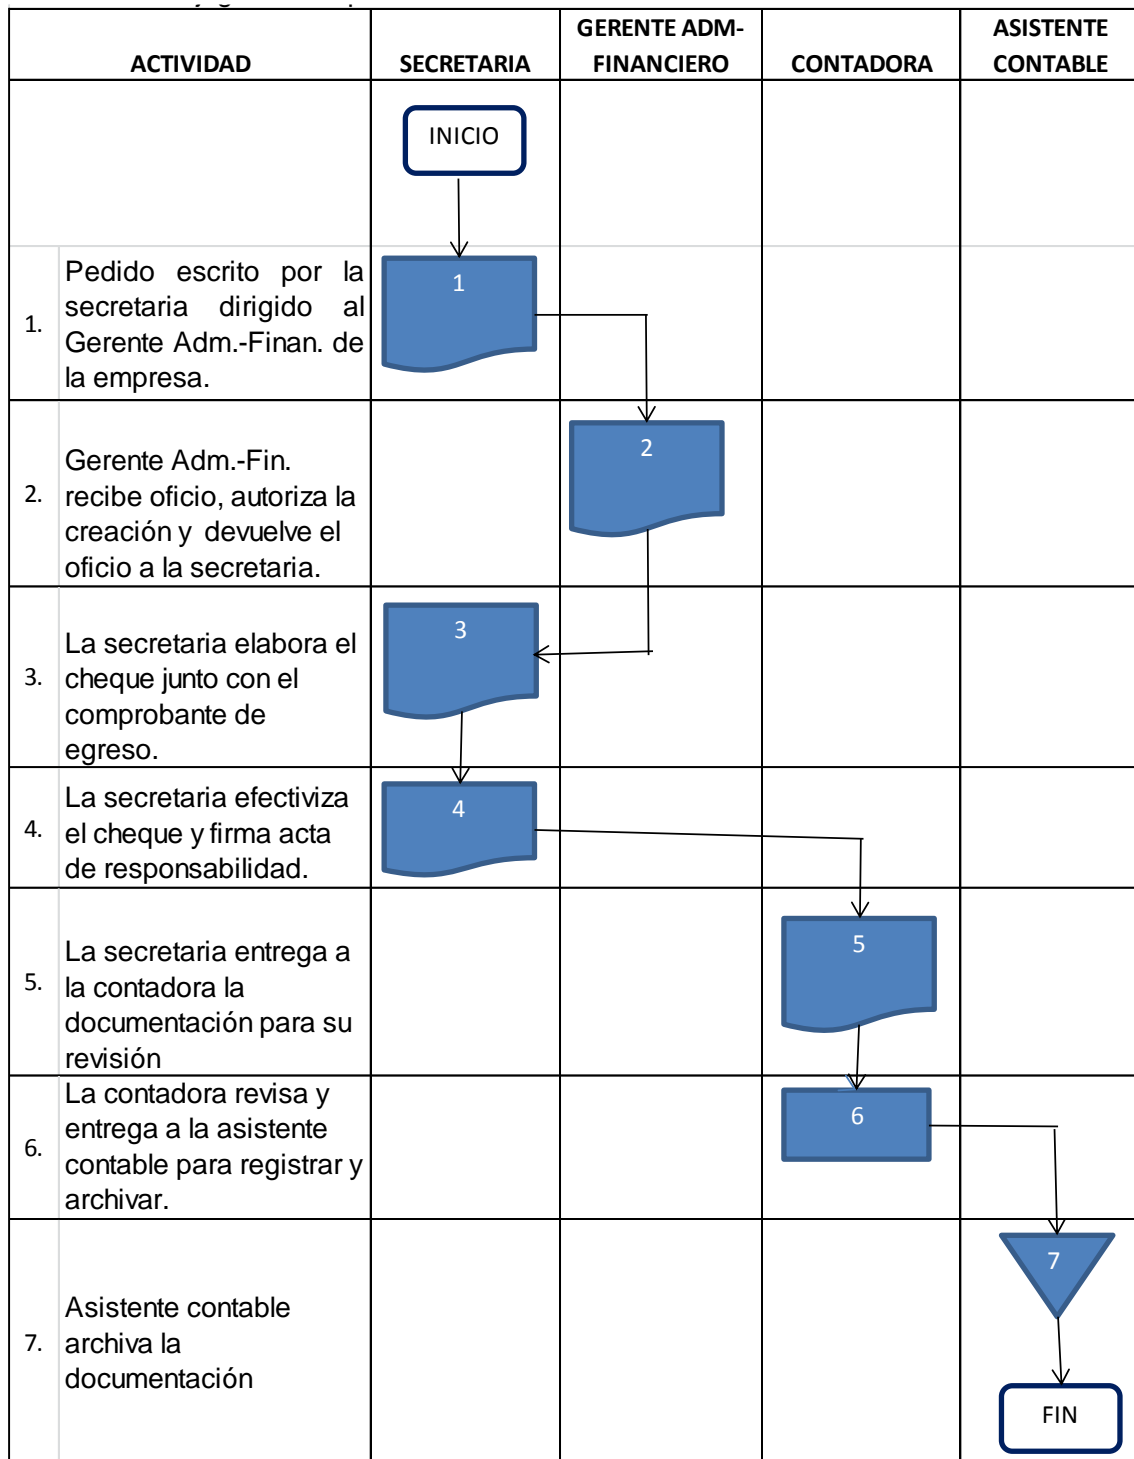 GERENTE ADM-
ASISTENTE
ACTIVIDAD
SECRETARIA
FINANCIERO
CONTADORA
CONTABLE
INICIO
1.
Pedido escrito por la
secretaria dirigido al
Gerente Adm.-Finan. de
la empresa.
1
2.
Gerente Adm.-Fin.
recibe oficio, autoriza la
creación y devuelve el
oficio a la secretaria.
2
3.
La secretaria elabora el
cheque junto con el
comprobante de
egreso.
3
4.
La secretaria efectiviza
el cheque y firma acta
de responsabilidad.
4
5.
La secretaria entrega a
la contadora la
documentación para su
revisión
5
6.
La contadora revisa y
entrega a la asistente
contable para registrar y
archivar.
6
7.
Asistente contable
archiva la
documentación
7
FIN